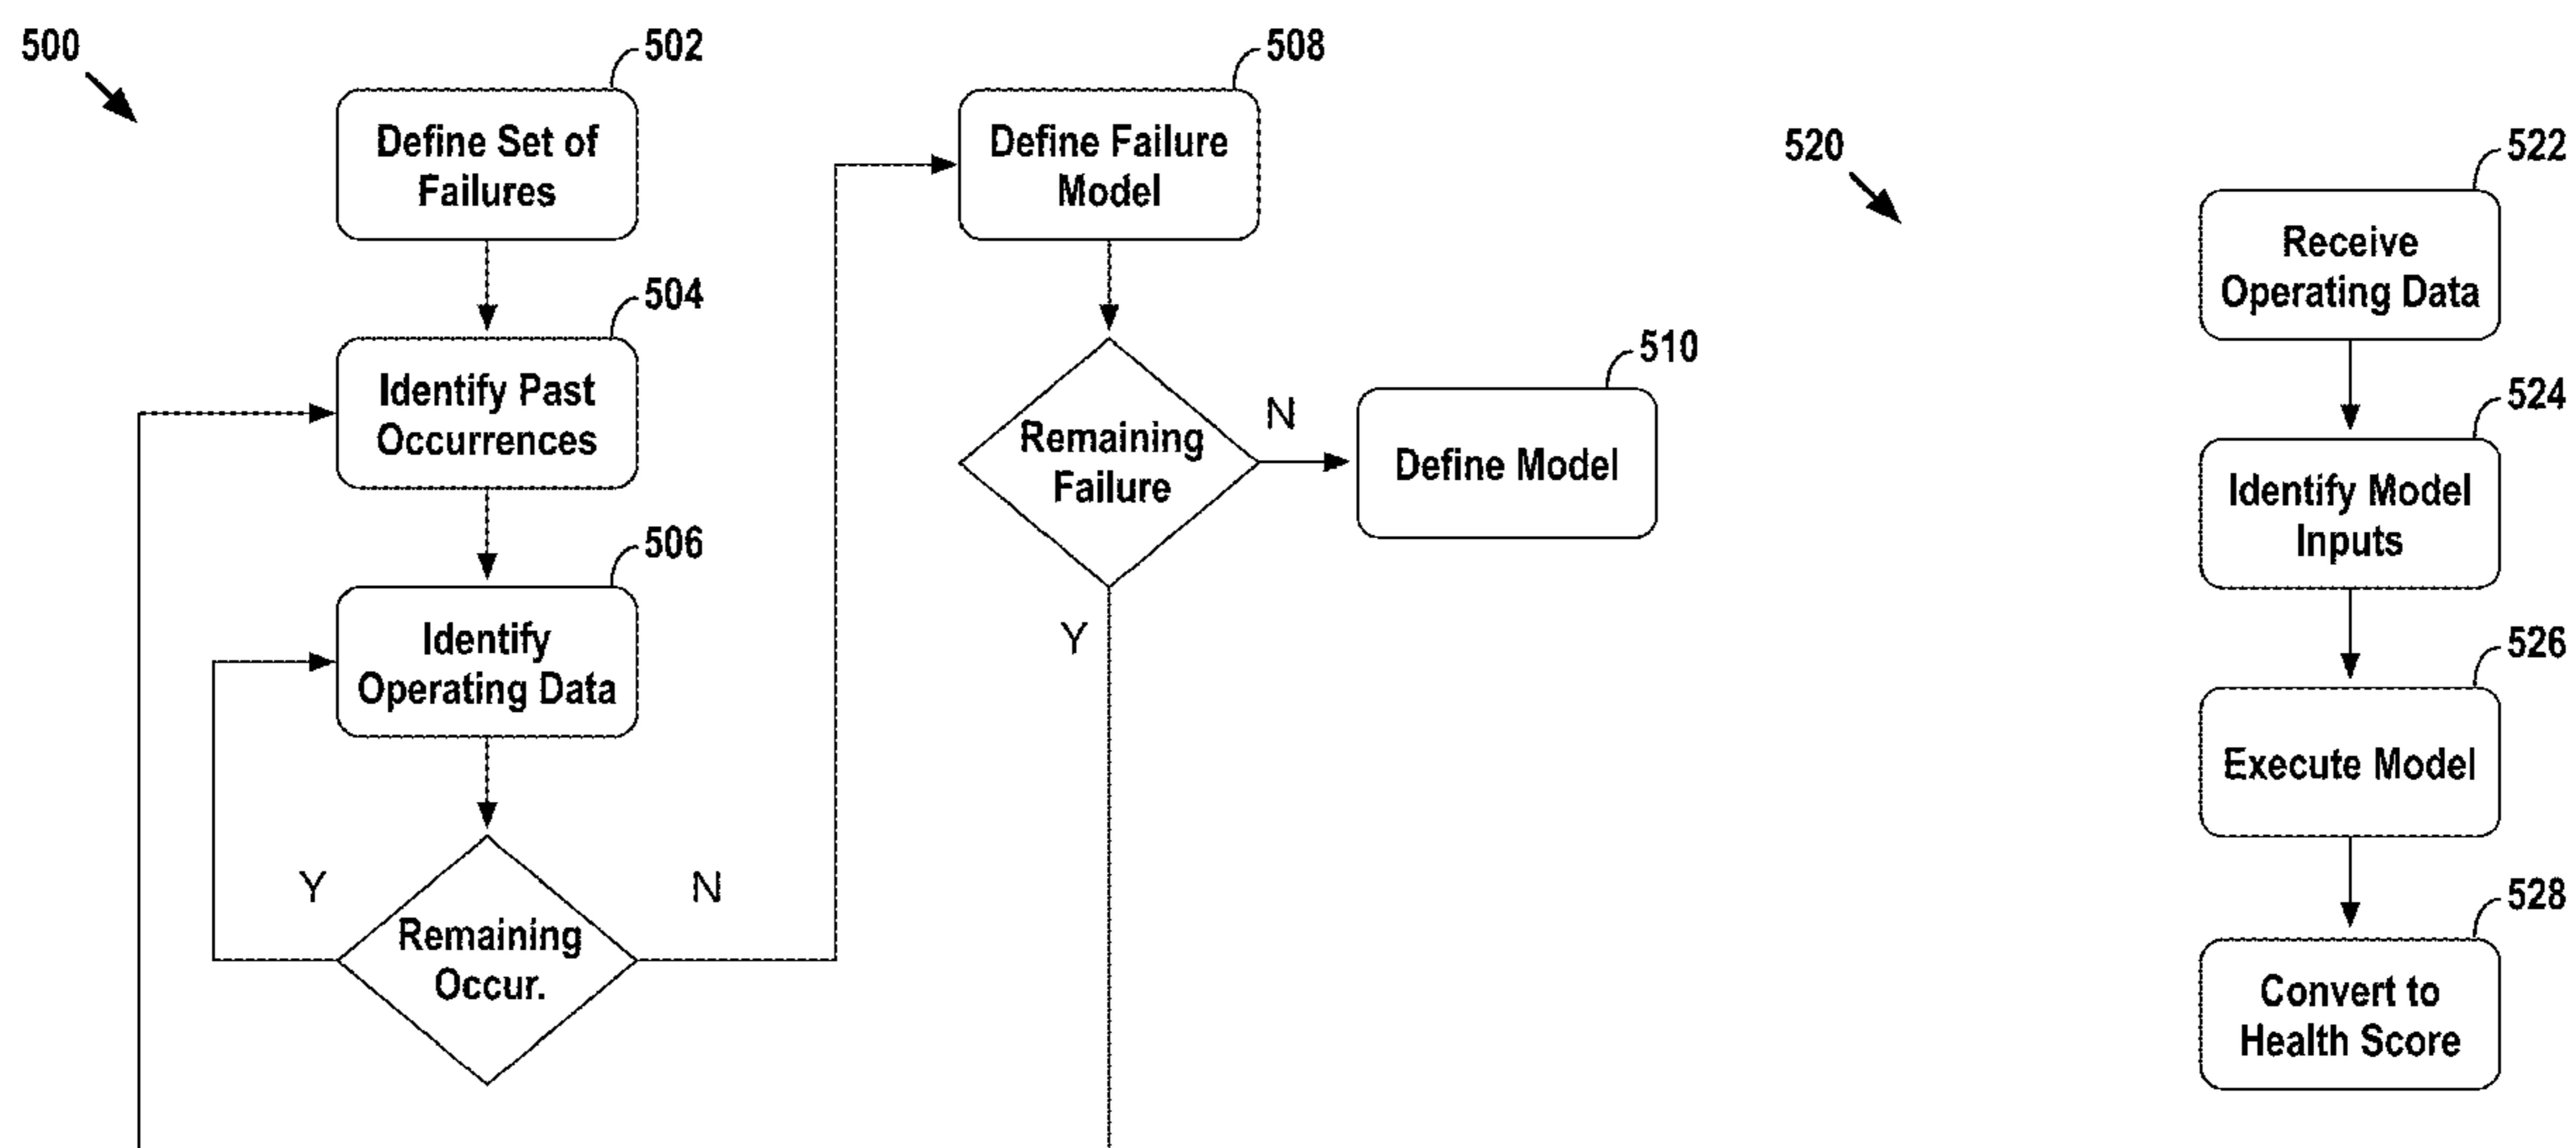 500
502
Define Set of
Failures
504
Identify Past
Occurrences
506
Identify
Operating Data
Y
N
Remaining
Occur.
508
Define Failure
Model
Remaining
Failure
N
Y
510
Define Model
520
522
Receive
Operating Data
524
Identify Model
Inputs
526
Execute Model
528
Convert to
Health Score